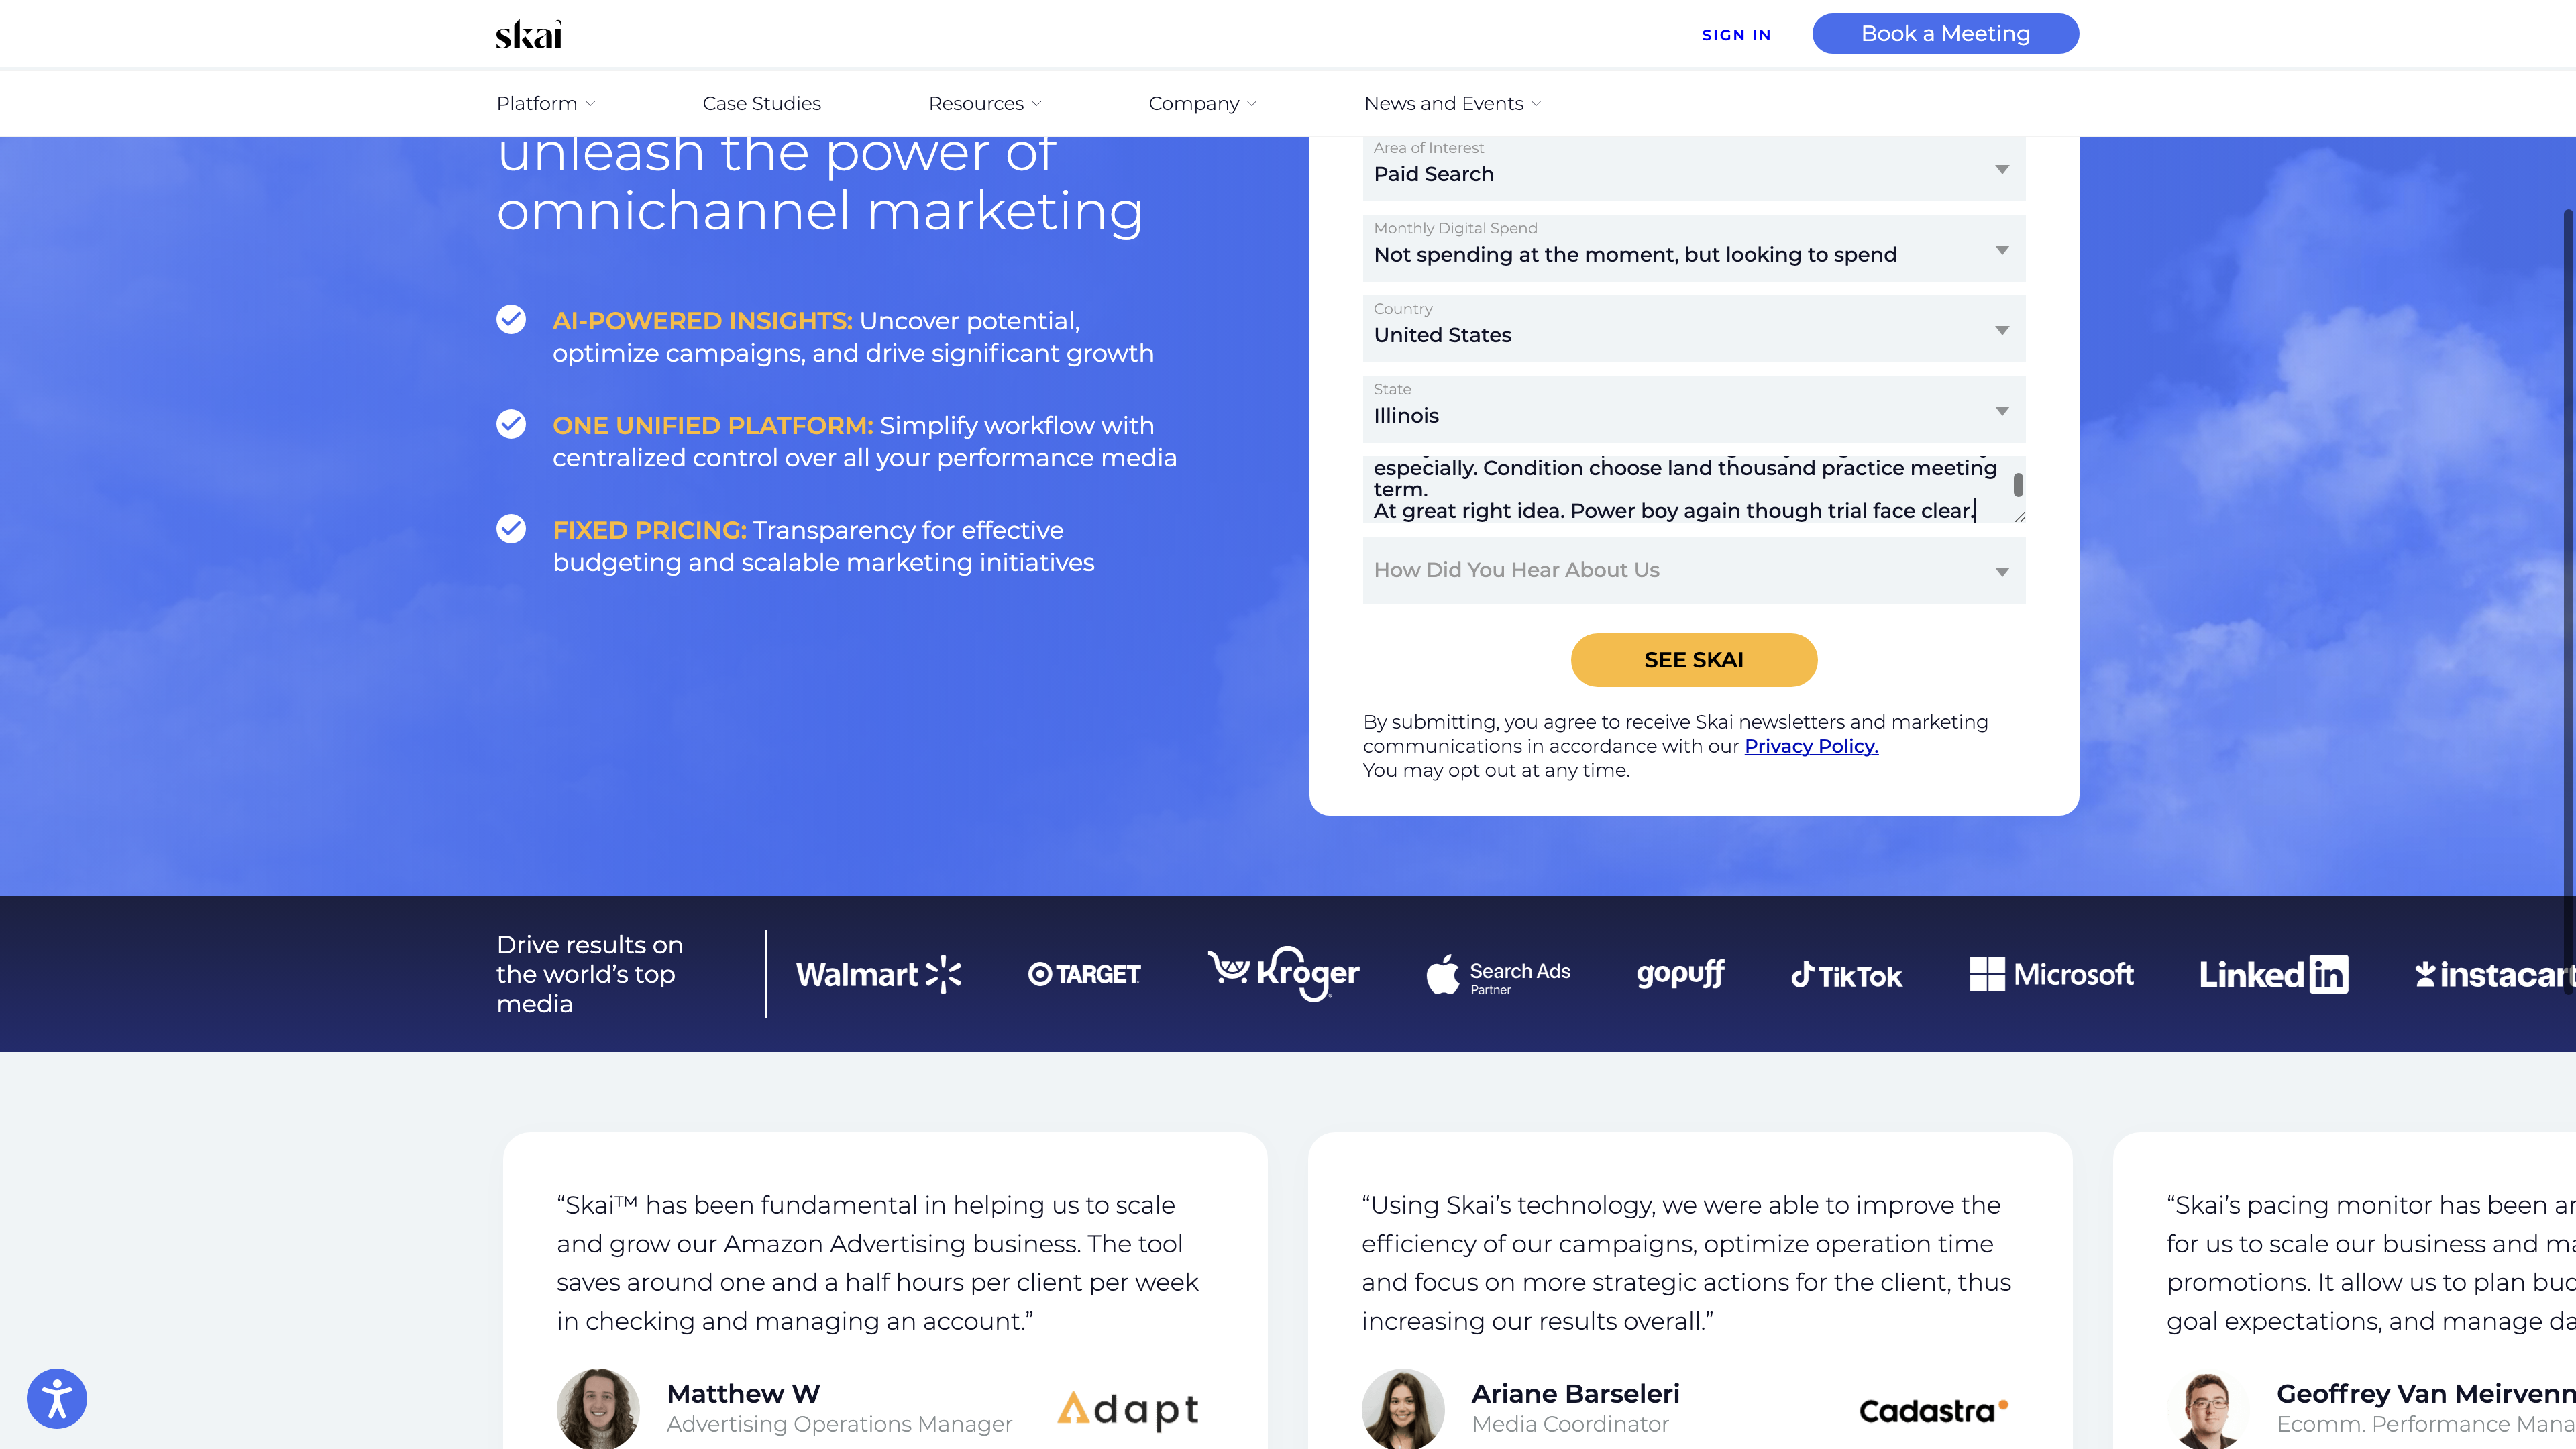 skai
SIGN IN
Book a Meeting
Platform
Case Studies
Resources
Company
News and Events
unleash the power of
omnichannel marketing
AI-POWERED INSIGHTS: Uncover potential,
optimize campaigns, and drive significant growth
ONE UNIFIED PLATFORM: Simplify workflow with
centralized control over all your performance media
FIXED PRICING: Transparency for effective
budgeting and scalable marketing initiatives
Area of Interest
Paid Search
Monthly Digital Spend
Not spending at the moment, but looking to spend
Country
United States
State
Illinois
especially. Condition choose land thousand practice meeting
term.
At great right idea. Power boy again though trial face clear.
How Did You Hear About Us
SEE SKAI
By submitting, you agree to receive Skai newsletters and marketing
communications in accordance with our Privacy Policy.
You may opt out at any time.
Drive results on
the world's top
media
Walmart
TARGET
Kroger
Search Ads
Partner
gopuff
TikTok
Microsoft
Linked in
instacart
“Skai™ has been fundamental in helping us to scale
and grow our Amazon Advertising business. The tool
saves around one and a half hours per client per week
in checking and managing an account.”
Matthew W
Advertising Operations Manager
Adapt
“Using Skai’s technology, we were able to improve the
efficiency of our campaigns, optimize operation time
and focus on more strategic actions for the client, thus
increasing our results overall.”
Ariane Barseleri
Media Coordinator
Cadastra
“Skai’s pacing monitor has been
for us to scale our business and
promotions. It allow us to plan
goal expectations, and manage
Geoffrey Van
Ecomm. Performance